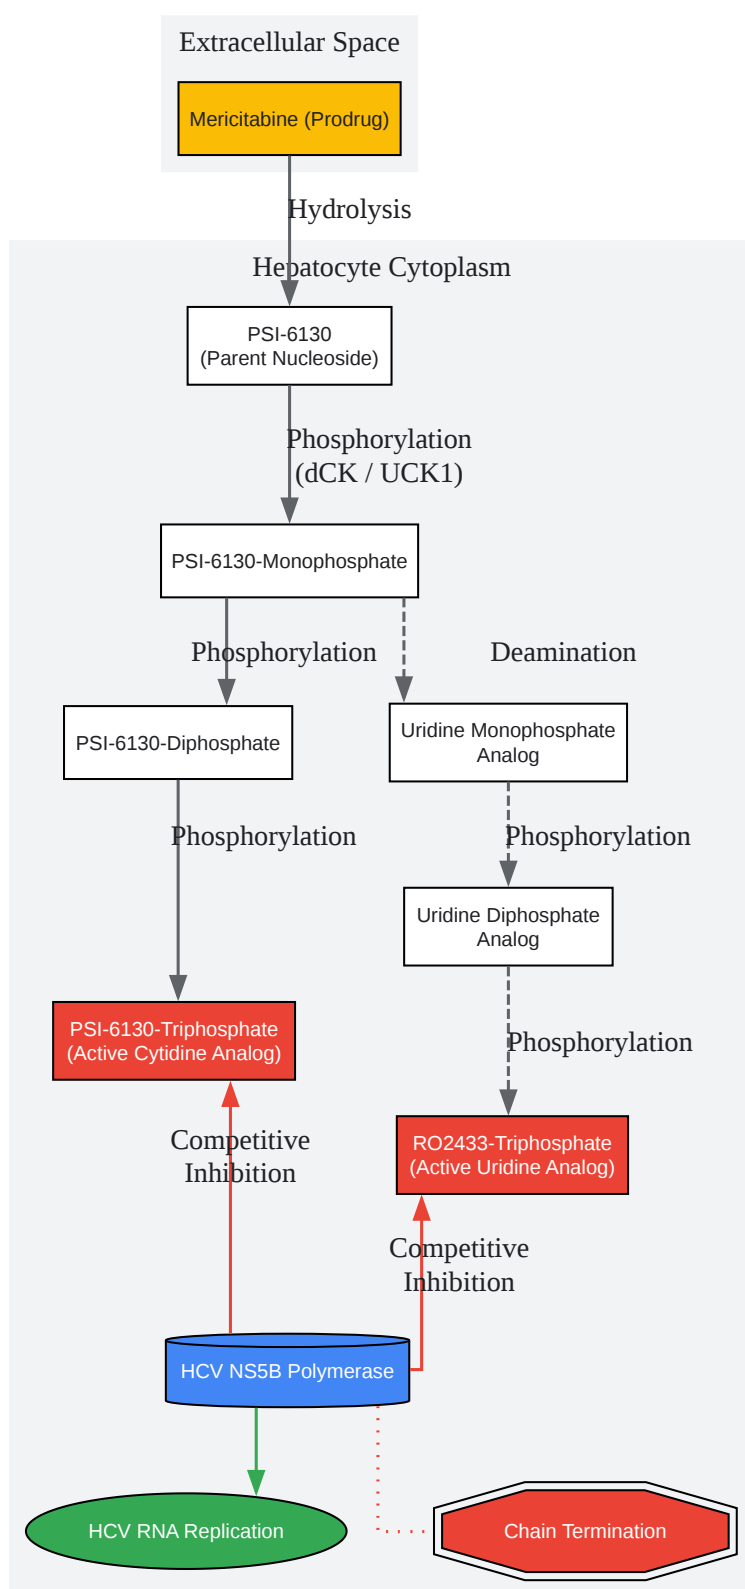 Extracellular Space
Mericitabine (Prodrug)
Hydrolysis
Hepatocyte Cytoplasm
PSI-6130
(Parent Nucleoside)
Phosphorylation
(dCK / UCK1)
PSI-6130-Monophosphate
Phosphorylation
Deamination
PSI-6130-Diphosphate
Uridine Monophosphate
Analog
Phosphorylation
Phosphorylation
Uridine Diphosphate
Analog
PSI-6130-Triphosphate
(Active Cytidine Analog)
Phosphorylation
Competitive
Inhibition
RO2433-Triphosphate
(Active Uridine Analog)
Competitive
Inhibition
HCV NS5B Polymerase
HCV RNA Replication
Chain Termination